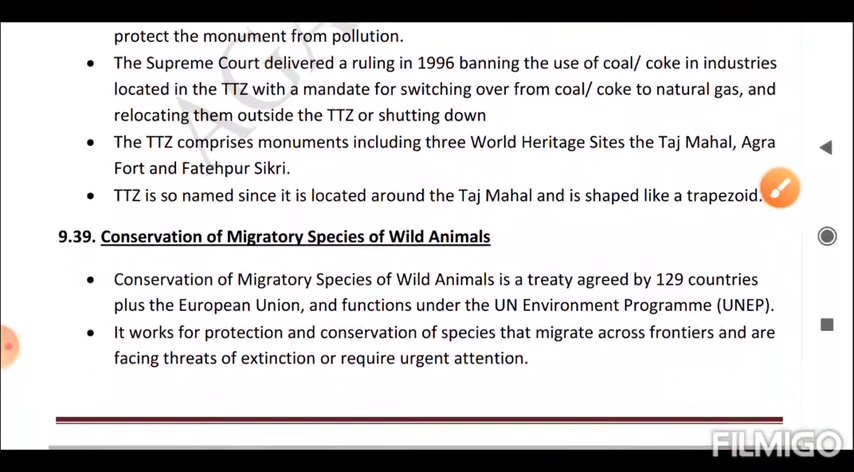 protect the monument from pollution.
• The Supreme Court delivered a ruling in 1996 banning the use of coal/ coke in industries
located in the TTZ with a mandate for switching over from coal/ coke to natural gas, and
relocating them outside the TTZ or shutting down
• The TTZ comprises monuments including three World Heritage Sites the Taj Mahal, Agra
Fort and Fatehpur Sikri.
• TTZ is so named since it is located around the Taj Mahal and is shaped like a trapezoid.
9.39. Conservation of Migratory Species of Wild Animals
• Conservation of Migratory Species of Wild Animals is a treaty agreed by 129 countries
plus the European Union, and functions under the UN Environment Programme (UNEP).
• It works for protection and conservation of species that migrate across frontiers and are
facing threats of extinction or require urgent attention.
FILMIGO